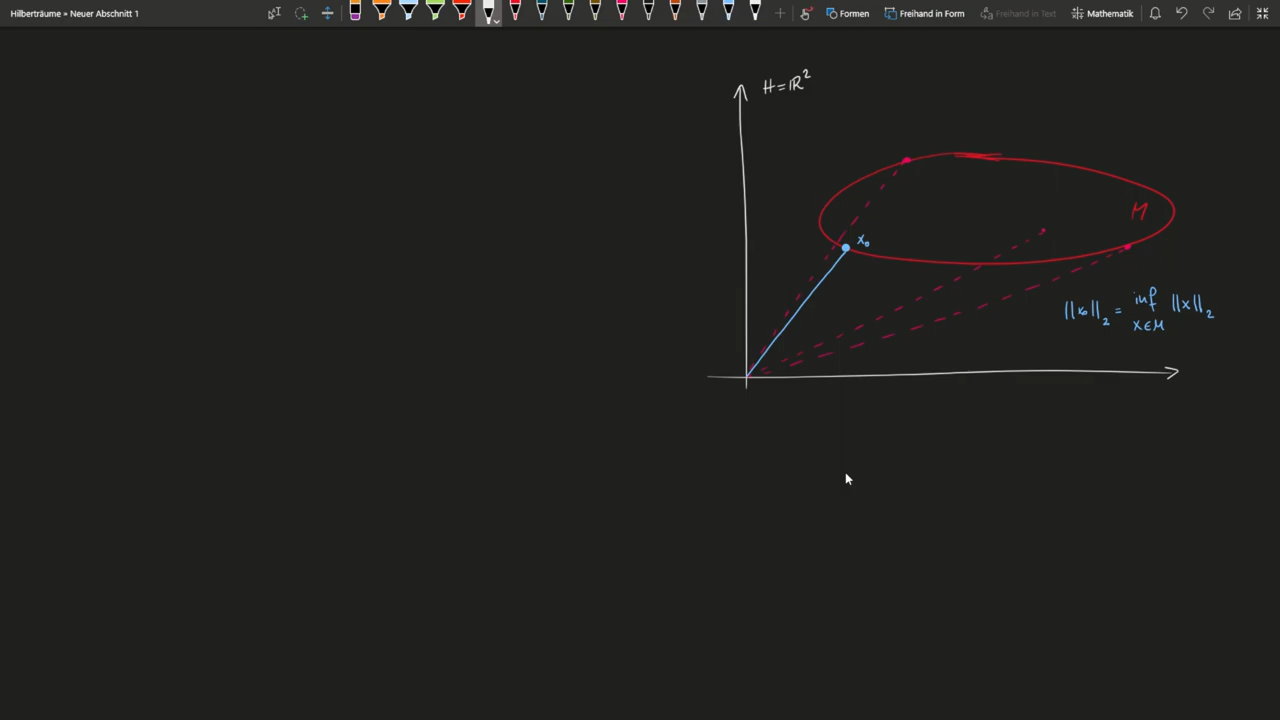 Hilberträume » Neuer Abschnitt 1
Formen
Freihand in Form
Freihand in Text
Mathematik
H = ℝ²
M
x₀
||x₀||₂ = inf ||x||₂
x∈M